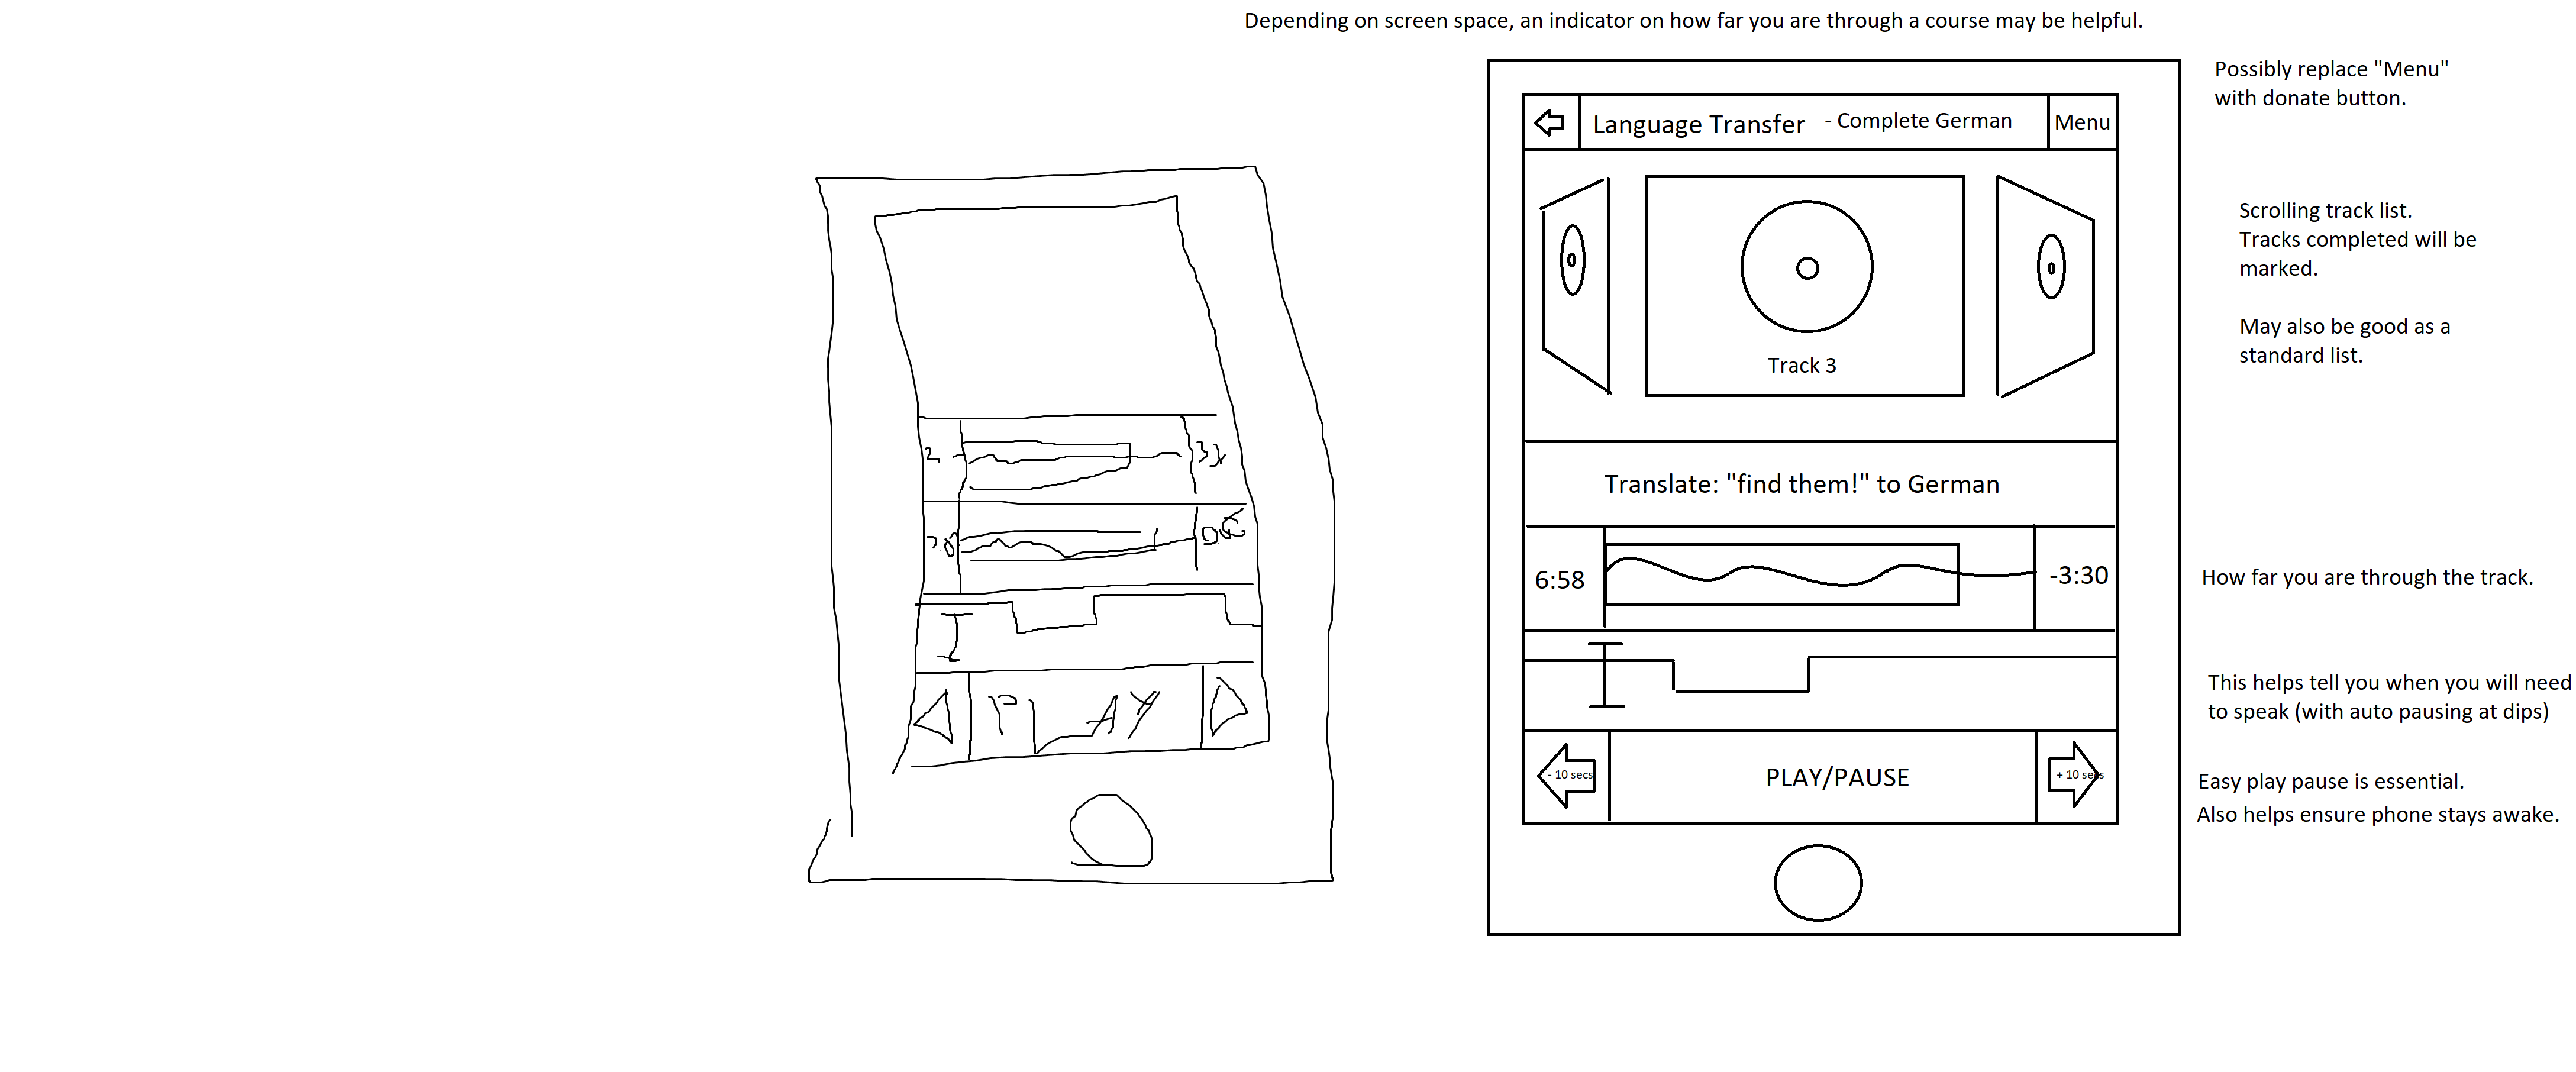 Depending on screen space, an indicator on how far you are through a course may be helpful.
Possibly replace "Menu"
with donate button.
Language Transfer - Complete German
Menu
Scrolling track list.
Tracks completed will be
marked.
May also be good as a
standard list.
Track 3
Translate: "find them!" to German
6:58
-3:30
How far you are through the track.
This helps tell you when you will need
to speak (with auto pausing at dips)
- 10 secs
PLAY/PAUSE
+ 10 secs
Easy play pause is essential.
Also helps ensure phone stays awake.
PLAY